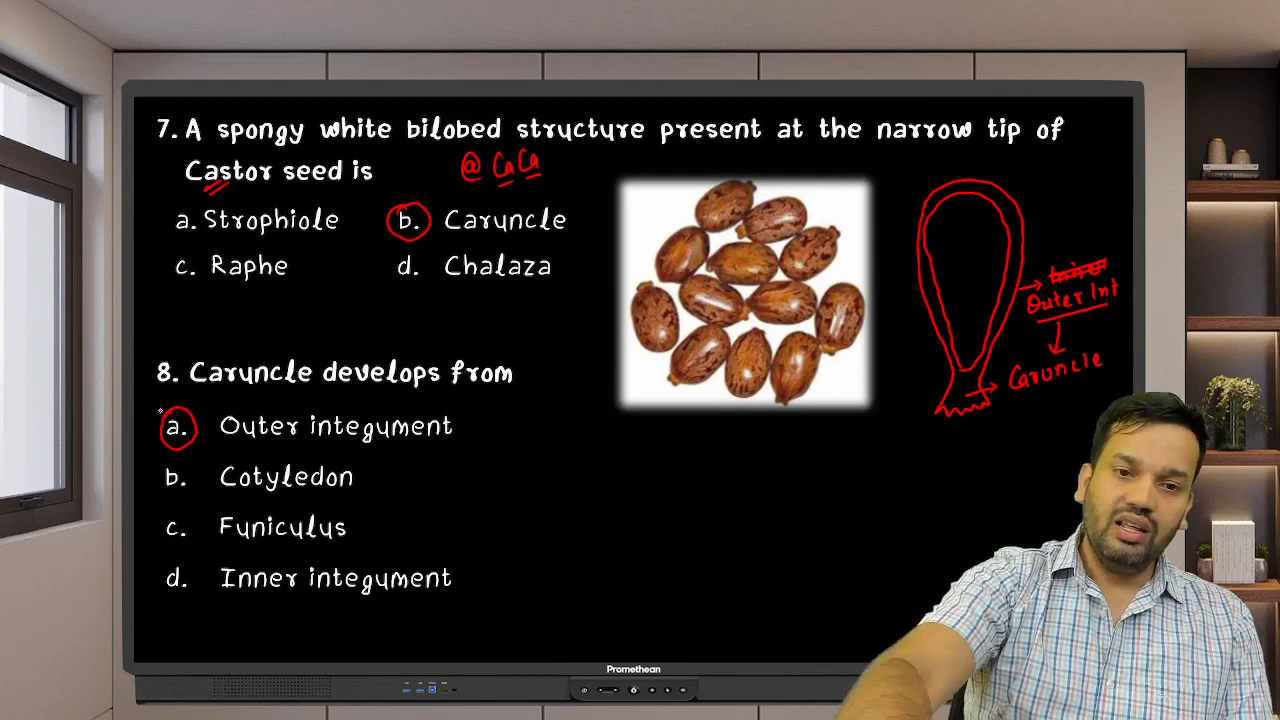 7. A spongy white bilobed structure present at the narrow tip of
Castor seed is
@ CaCa
a. Strophiole
b. Caruncle
c. Raphe
d. Chalaza
Outer Int
Caruncle
8. Caruncle develops from
a. Outer integument
b. Cotyledon
c. Funiculus
d. Inner integument
Promethean